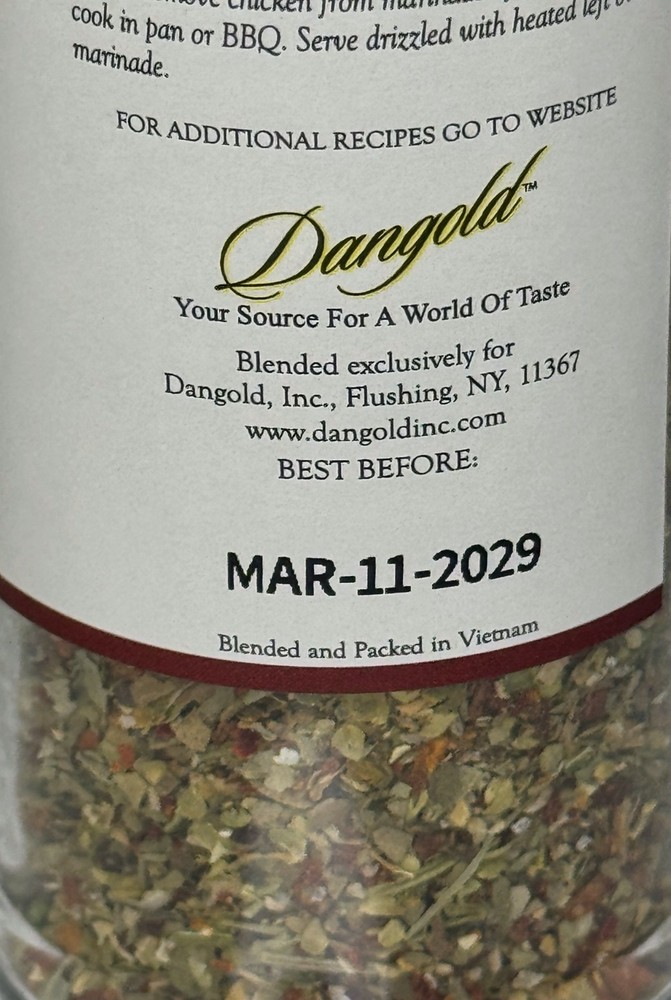 chicken from
cook in pan or BBQ. Serve drizzled with heated left
marinade.
FOR ADDITIONAL RECIPES GO TO WEBSITE
Dangold™
Your Source For A World Of Taste
Blended exclusively for
Dangold, Inc., Flushing, NY, 11367
www.dangoldinc.com
BEST BEFORE:
MAR-11-2029
Blended and Packed in Vietnam